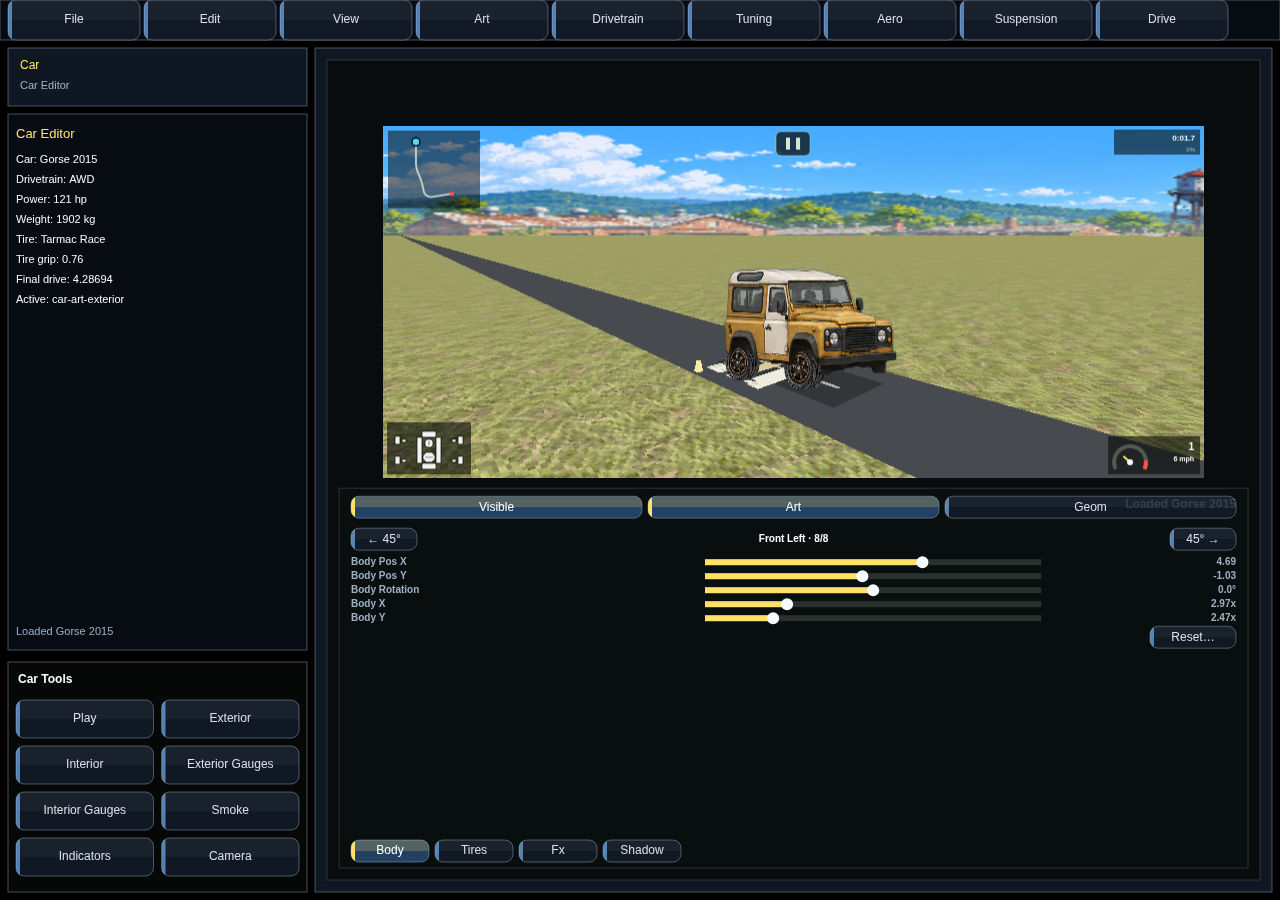 File Edit View Art Drivetrain Tuning Aero Suspension Drive
Car
Car Editor
Car Editor
Car: Gorse 2015
Drivetrain: AWD
Power: 121 hp
Weight: 1902 kg
Tire: Tarmac Race
Tire grip: 0.76
Final drive: 4.28694
Active: car-art-exterior
Loaded Gorse 2015
Car Tools
Play Exterior
Interior Exterior Gauges
Interior Gauges Smoke
Indicators Camera
0:01.7
0%
1
6 mph
Visible Art Geom Loaded Gorse 2015
← 45° Front Left · 8/8 45° →
Body Pos X 4.69
Body Pos Y -1.03
Body Rotation 0.0°
Body X 2.97x
Body Y 2.47x
Reset…
Body Tires Fx Shadow